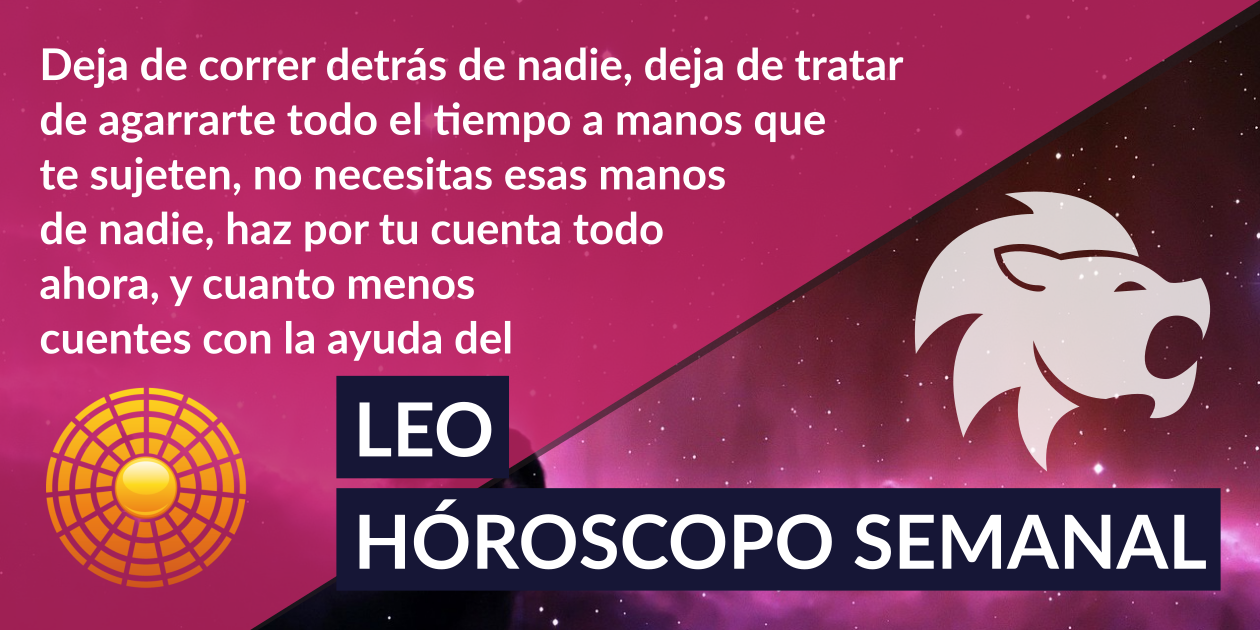 Deja de correr detrás de nadie, deja de tratar
de agarrarte todo el tiempo a manos que
te sujeten, no necesitas esas manos
de nadie, haz por tu cuenta todo
ahora, y cuanto menos
cuentes con la ayuda del
LEO
HÓROSCOPO SEMANAL